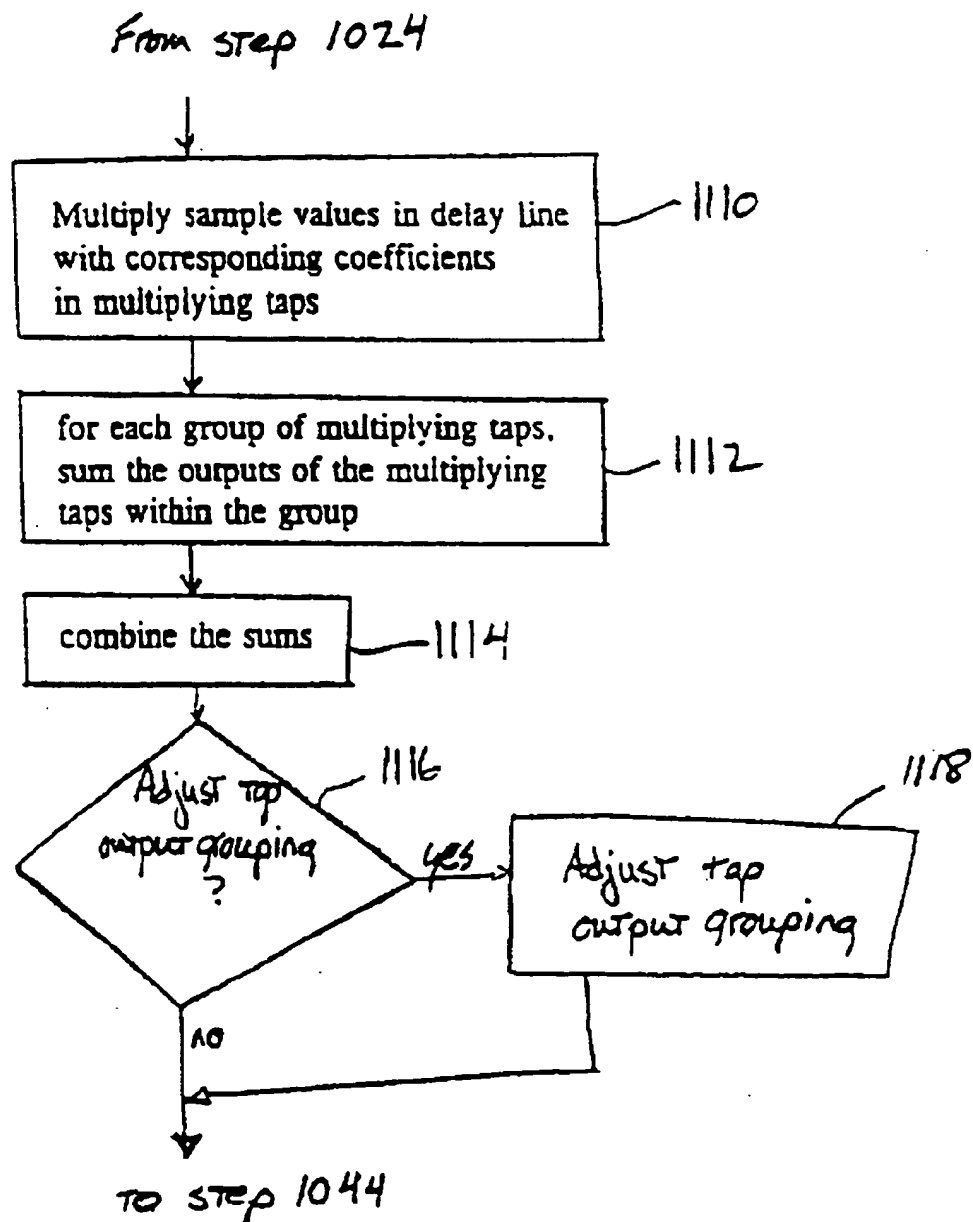 From step 1024
Multiply sample values in delay line
with corresponding coefficients
in multiplying taps
1110
for each group of multiplying taps.
sum the outputs of the multiplying
taps within the group
1112
combine the sums
1114
1116
Adjust tap
output grouping
?
yes
1118
Adjust tap
output grouping
no
to step 1044